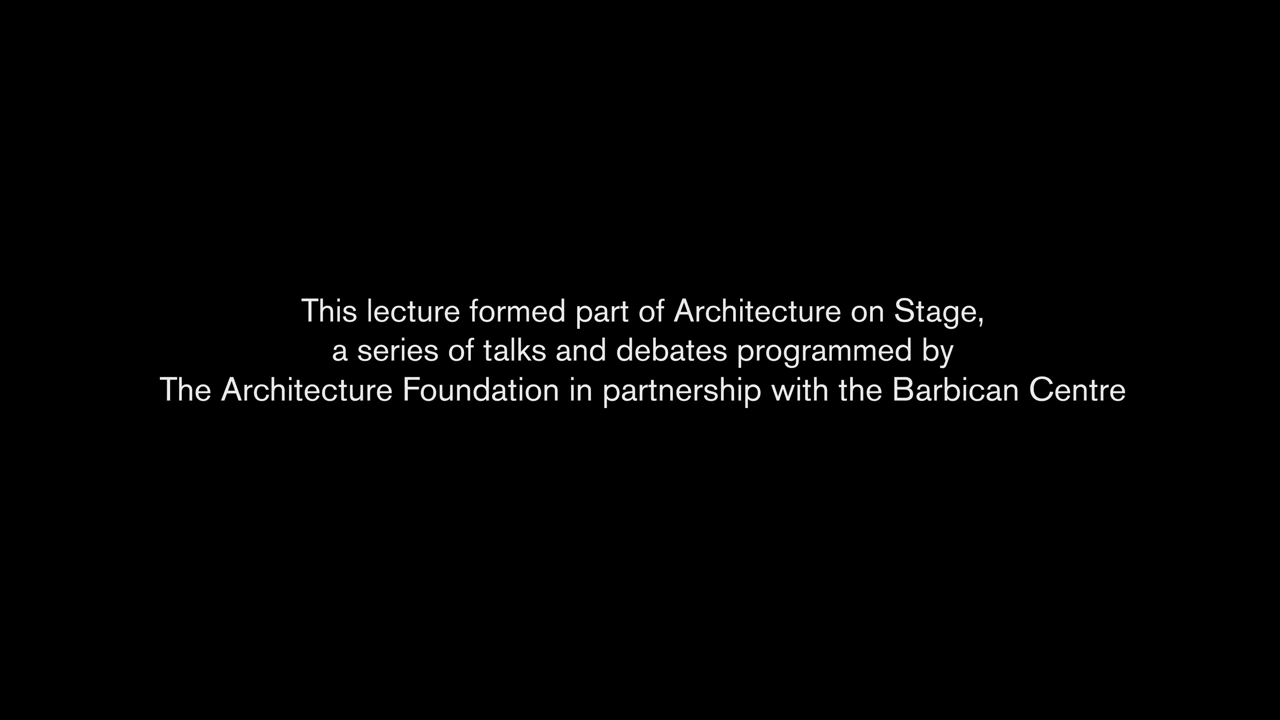 This lecture formed part of Architecture on Stage,
a series of talks and debates programmed by
The Architecture Foundation in partnership with the Barbican Centre